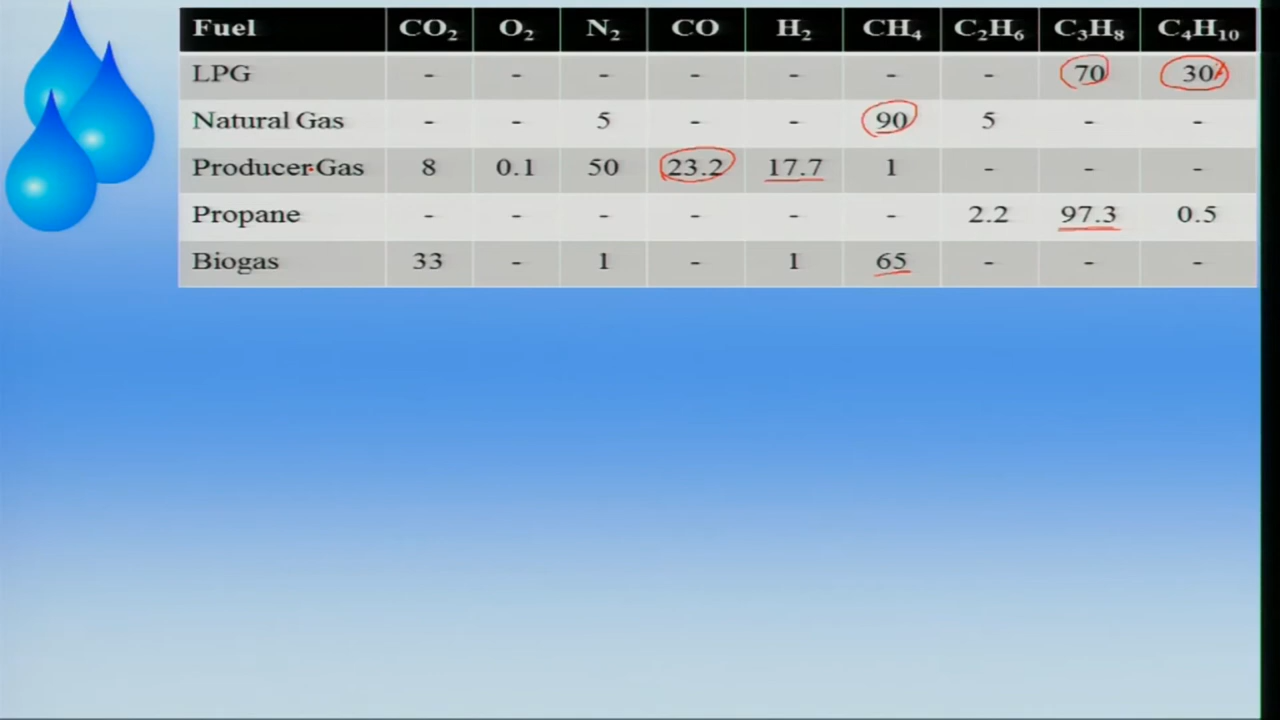 Fuel CO₂ O₂ N₂ CO H₂ CH₄ C₂H₆ C₃H₈ C₄H₁₀
LPG - - - - - - - 70 30
Natural Gas - - 5 - - 90 5 - -
Producer Gas 8 0.1 50 23.2 17.7 1 - - -
Propane - - - - - - 2.2 97.3 0.5
Biogas 33 - 1 - 1 65 - - -